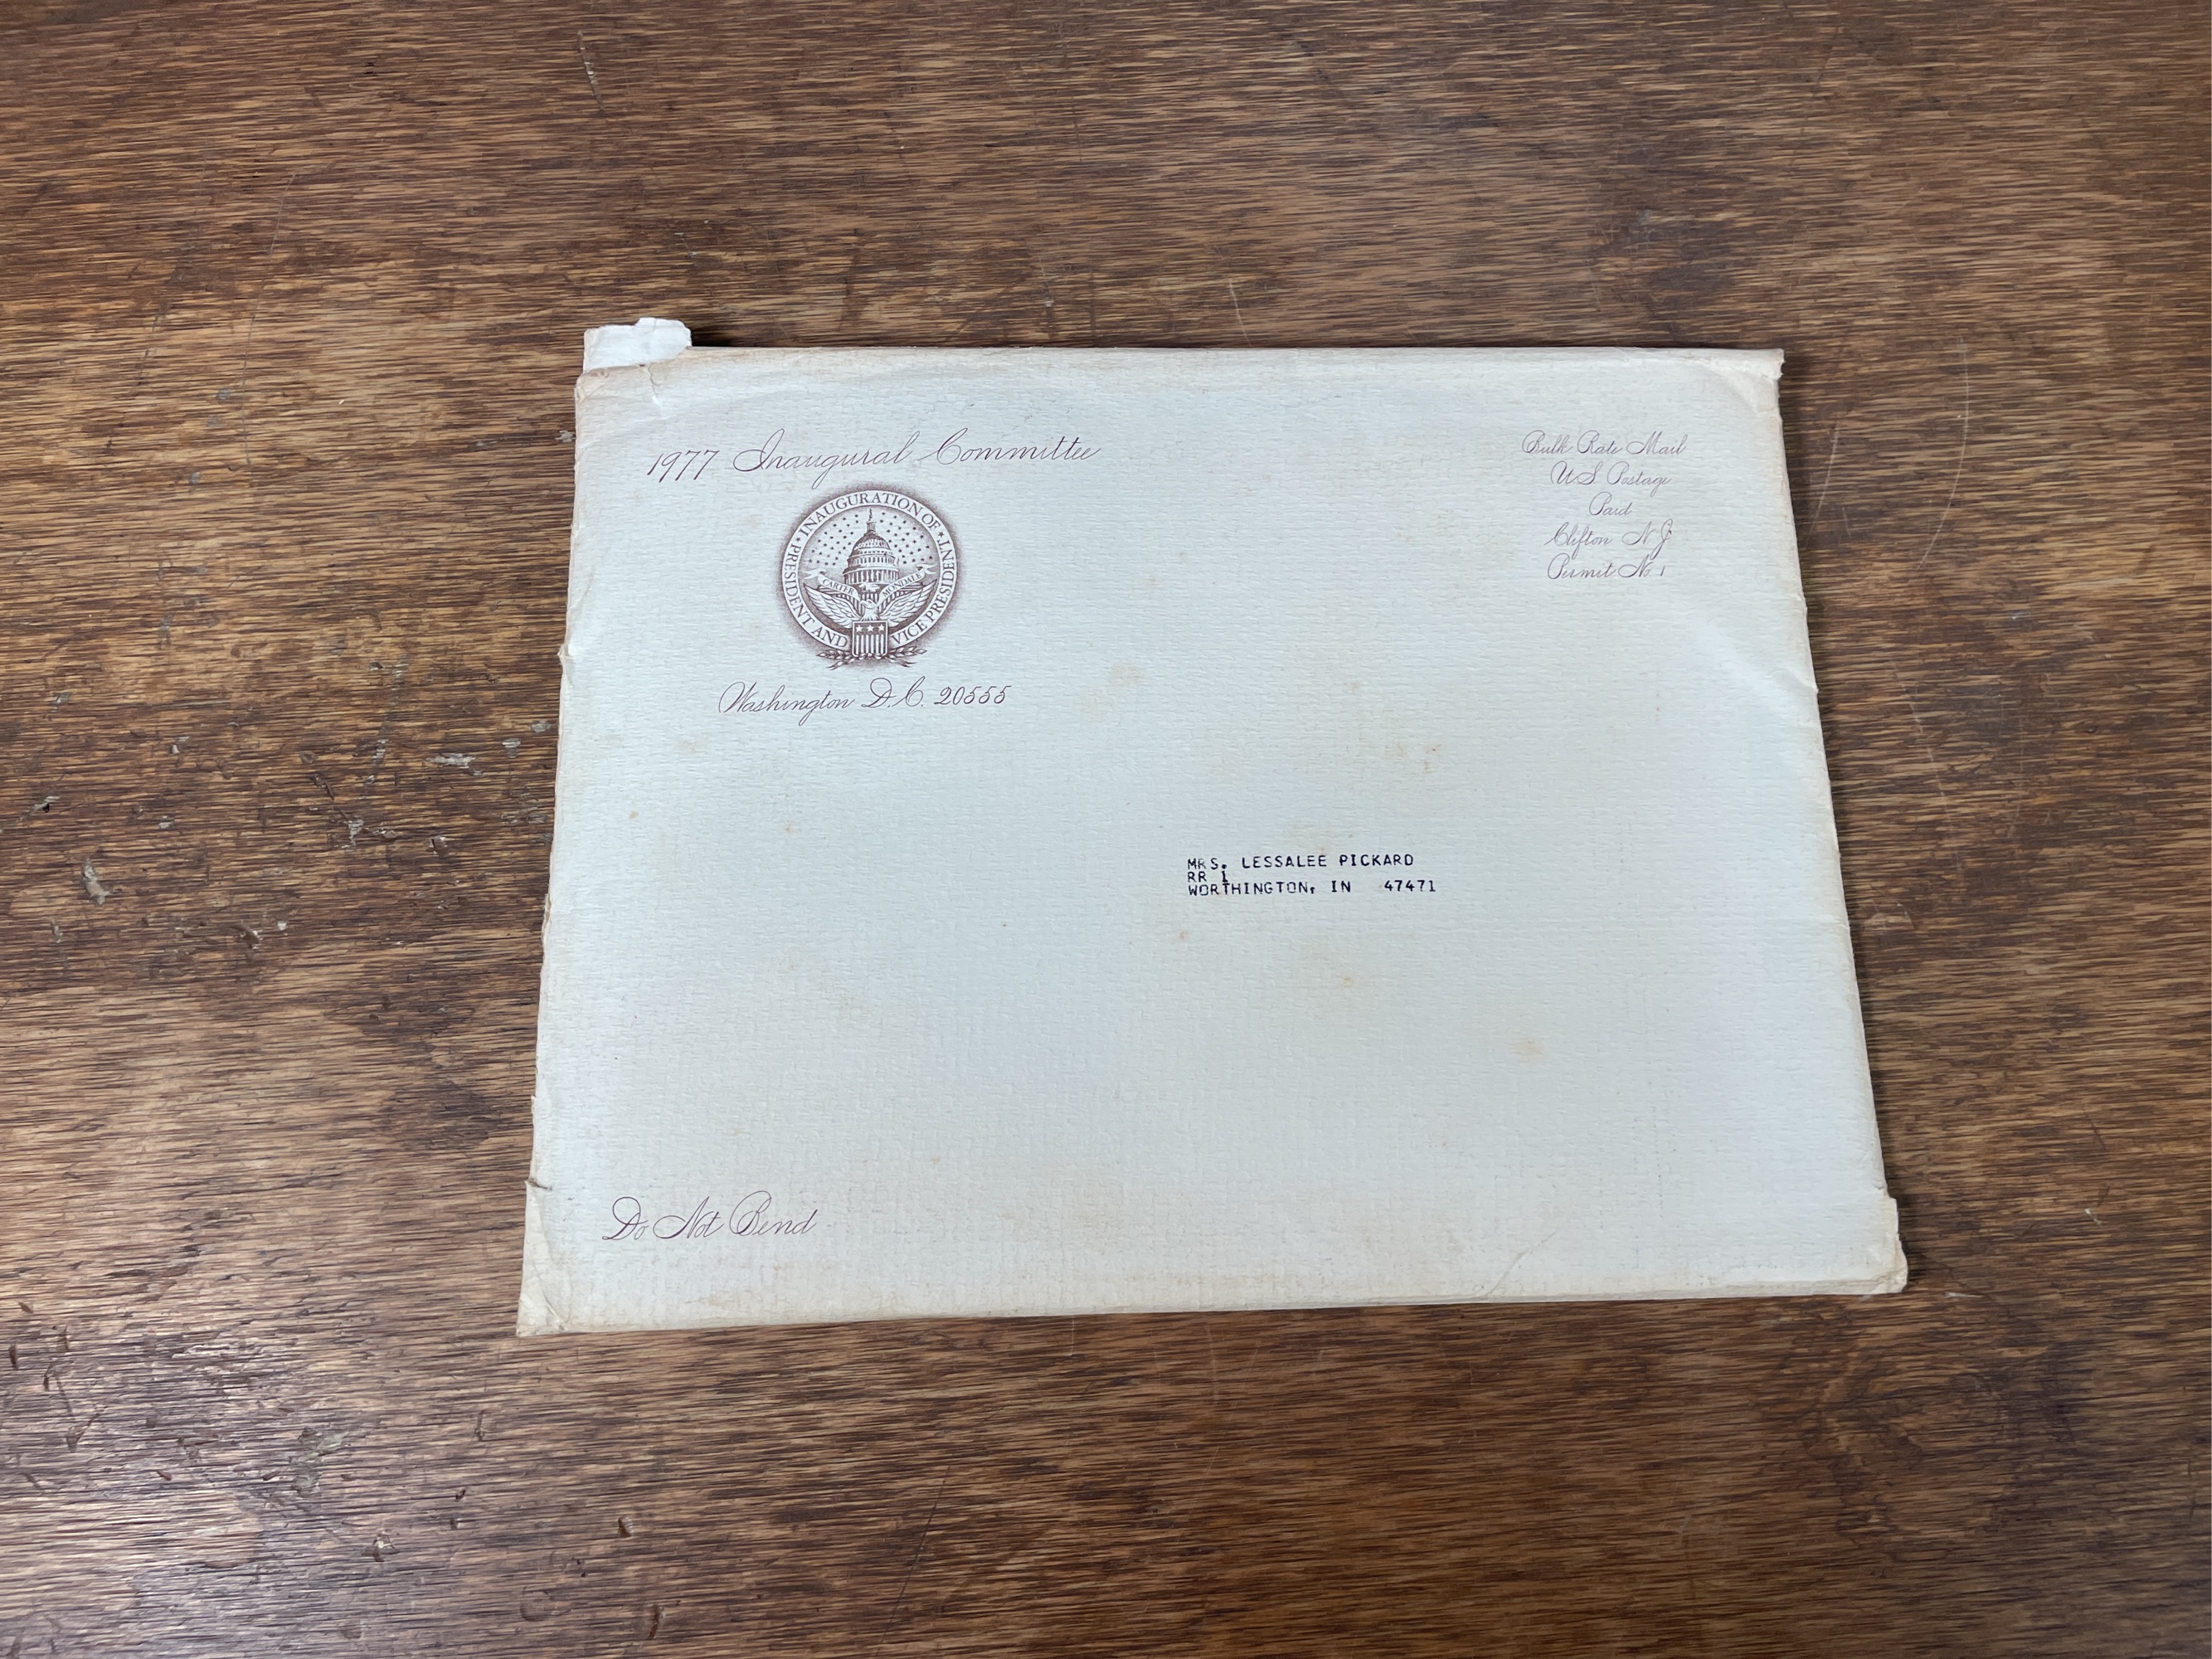 1977 Inaugural Committee
INAUGURATION OF
PRESIDENT AND VICE PRESIDENT
CARTER MONDALE
Washington D.C. 20555
Bulk Rate Mail
US Postage
Paid
Clifton N J
Permit No. 1
MRS. LESSALEE PICKARD
RR 1
WORTHINGTON, IN 47471
Do Not Bend